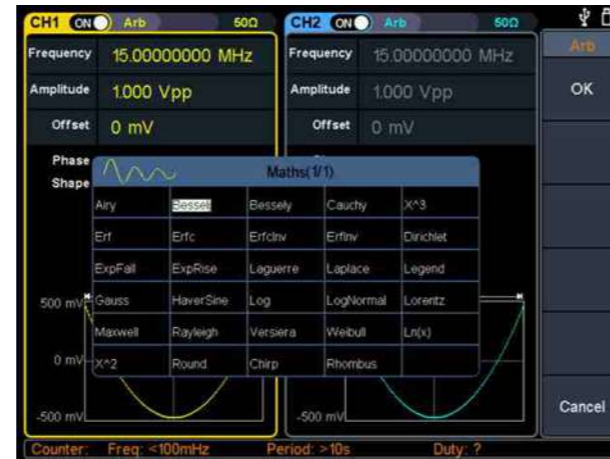 CH1 ON Arb 50Ω CH2 ON Arb 50Ω
Frequency 15.00000000 MHz Frequency 15.00000000 MHz Arb
Amplitude 1.000 Vpp Amplitude 1.000 Vpp OK
Offset 0 mV Offset 0 mV
Phase
Maths(1/1)
Shape
Airy Besselj Bessely Cauchy X^3
Erf Erfc ErfcInv ErfInv Dirichlet
ExpFall ExpRise Laguerre Laplace Legend
500 mV Gauss HaverSine Log LogNormal Lorentz
Maxwell Rayleigh Versiera Weibull Ln(x)
0 mV X^2 Round Chirp Rhombus
-500 mV -500 mV Cancel
Counter: Freq: <100mHz Period: >10s Duty: ?